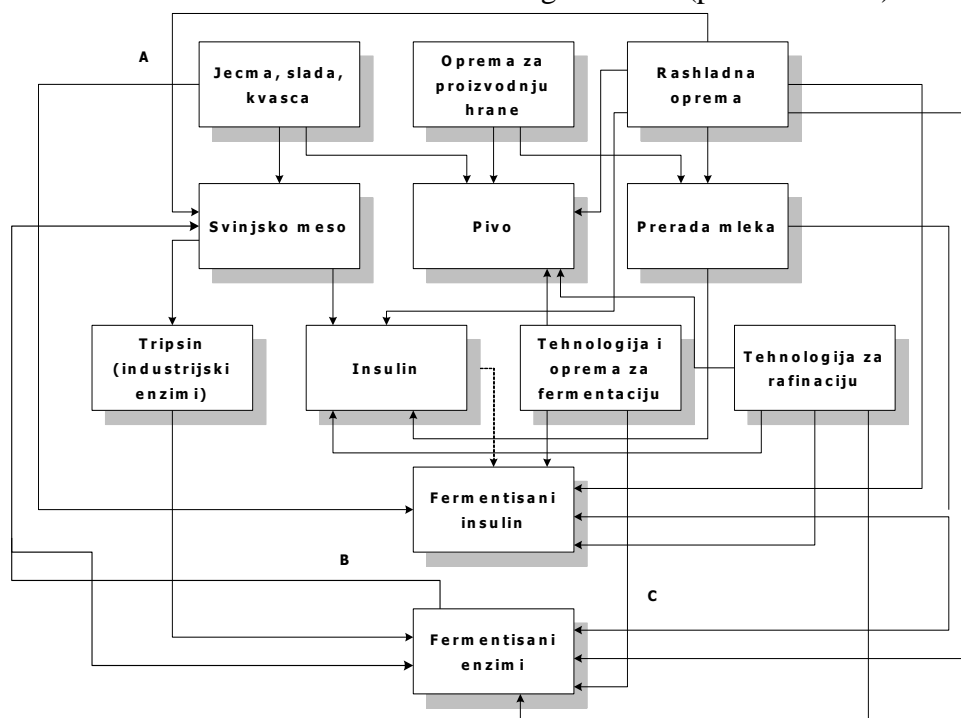 A
Jecma, slada,
kvasca
Oprema za
proizvodnju
hrane
Rashladna
oprema
Svinjsko meso
Pivo
Prerada mleka
Tripsin
(industrijski
enzimi)
Insulin
Tehnologija i
oprema za
fermentaciju
Tehnologija za
rafinaciju
Fermentisani
insulin
B
C
Fermentisani
enzimi